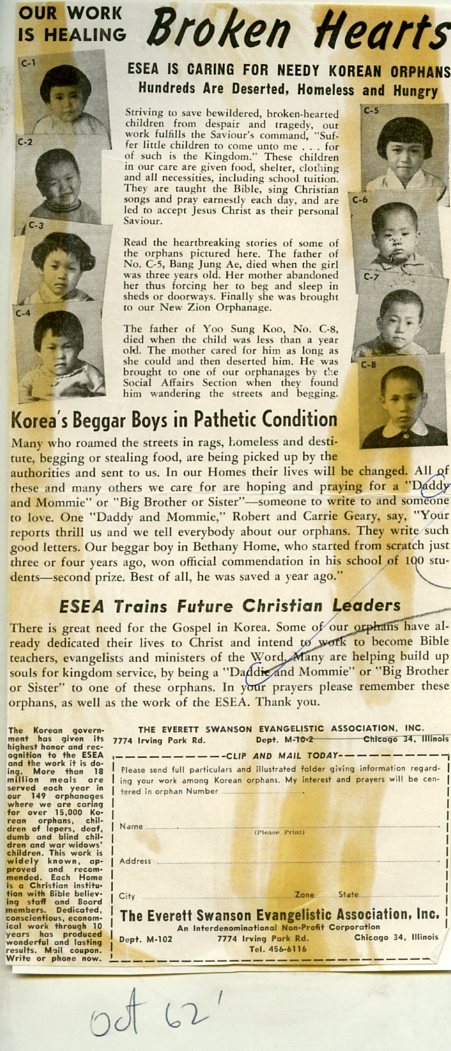 OUR WORK
IS HEALING
Broken Hearts
ESEA IS CARING FOR NEEDY KOREAN ORPHANS
Hundreds Are Deserted, Homeless and Hungry
C-1
C-2
C-3
C-4
Striving to save bewildered, broken-hearted
children from despair and tragedy, our
work fulfills the Saviour's command, "Suf-
fer little children to come unto me . . . for
of such is the Kingdom." These children
in our care are given food, shelter, clothing
and all necessities, including school tuition.
They are taught the Bible, sing Christian
songs and pray earnestly each day, and are
led to accept Jesus Christ as their personal
Saviour.
Read the heartbreaking stories of some of
the orphans pictured here. The father of
No. C-5, Bang Jung Ae, died when the girl
was three years old. Her mother abandoned
her thus forcing her to beg and sleep in
sheds or doorways. Finally she was brought
to our New Zion Orphanage.
The father of Yoo Sung Koo, No. C-8,
died when the child was less than a year
old. The mother cared for him as long as
she could and then deserted him. He was
brought to one of our orphanages by the
Social Affairs Section when they found
him wandering the streets and begging.
C-5
C-6
C-7
C-8
Korea's Beggar Boys in Pathetic Condition
Many who roamed the streets in rags, homeless and desti-
tute, begging or stealing food, are being picked up by the
authorities and sent to us. In our Homes their lives will be changed. All of
these and many others we care for are hoping and praying for a "Daddy
and Mommie" or "Big Brother or Sister"—someone to write to and someone
to love. One "Daddy and Mommie," Robert and Carrie Geary, say, "Your
reports thrill us and we tell everybody about our orphans. They write such
good letters. Our beggar boy in Bethany Home, who started from scratch just
three or four years ago, won official commendation in his school of 100 stu-
dents—second prize. Best of all, he was saved a year ago."
ESEA Trains Future Christian Leaders
There is great need for the Gospel in Korea. Some of our orphans have al-
ready dedicated their lives to Christ and intend to work to become Bible
teachers, evangelists and ministers of the Word. Many are helping build up
souls for kingdom service, by being a "Daddie and Mommie" or "Big Brother
or Sister" to one of these orphans. In your prayers please remember these
orphans, as well as the work of the ESEA. Thank you.
The Korean govern-
ment has given its
highest honor and rec-
ognition to the ESEA
and the work it is do-
ing. More than 18
million meals are
served each year in
our 149 orphanages
where we are caring
for over 15,000 Ko-
rean orphans, chil-
dren of lepers, deaf,
dumb and blind chil-
dren and war widows'
children. This work is
widely known, ap-
proved and recom-
mended. Each Home
is a Christian institu-
tion with Bible believ-
ing staff and Board
members. Dedicated,
conscientious, econom-
ical work through 10
years has produced
wonderful and lasting
results. Mail coupon.
Write or phone now.
THE EVERETT SWANSON EVANGELISTIC ASSOCIATION, INC.
7774 Irving Park Rd. Dept. M-10-2 Chicago 34, Illinois
CLIP AND MAIL TODAY
Please send full particulars and illustrated folder giving information regard-
ing your work among Korean orphans. My interest and prayers will be cen-
tered in orphan Number
Name
(Please Print)
Address
City Zone State
The Everett Swanson Evangelistic Association, Inc.
An Interdenominational Non-Profit Corporation
Dept. M-102 7774 Irving Park Rd. Chicago 34, Illinois
Tel. 456-6116
Oct 62'